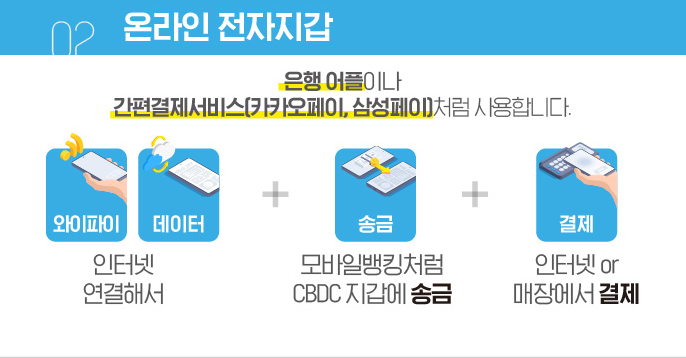 02 온라인 전자지갑
은행 어플이나
간편결제서비스(카카오페이, 삼성페이)처럼 사용합니다.
와이파이 데이터 + 송금 + 결제
인터넷 모바일뱅킹처럼 인터넷 or
연결해서 CBDC 지갑에 송금 매장에서 결제